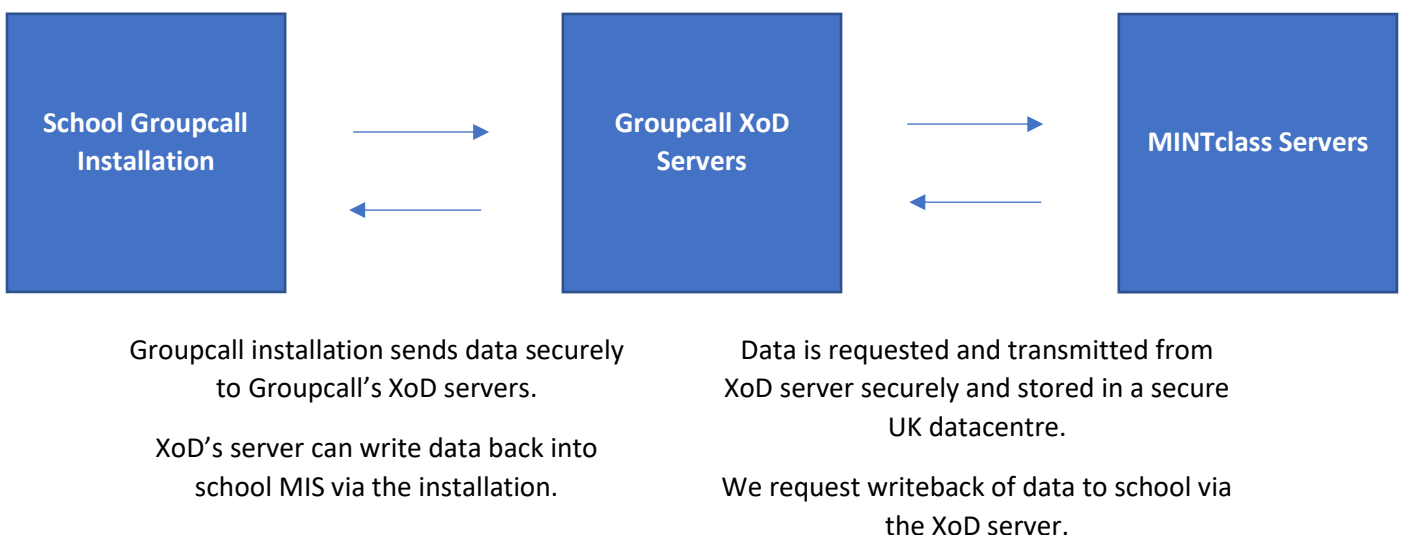 School Groupcall
Installation
Groupcall XoD
Servers
MINTclass Servers
Groupcall installation sends data securely
to Groupcall’s XoD servers.
XoD’s server can write data back into
school MIS via the installation.
Data is requested and transmitted from
XoD server securely and stored in a secure
UK datacentre.
We request writeback of data to school via
the XoD server.